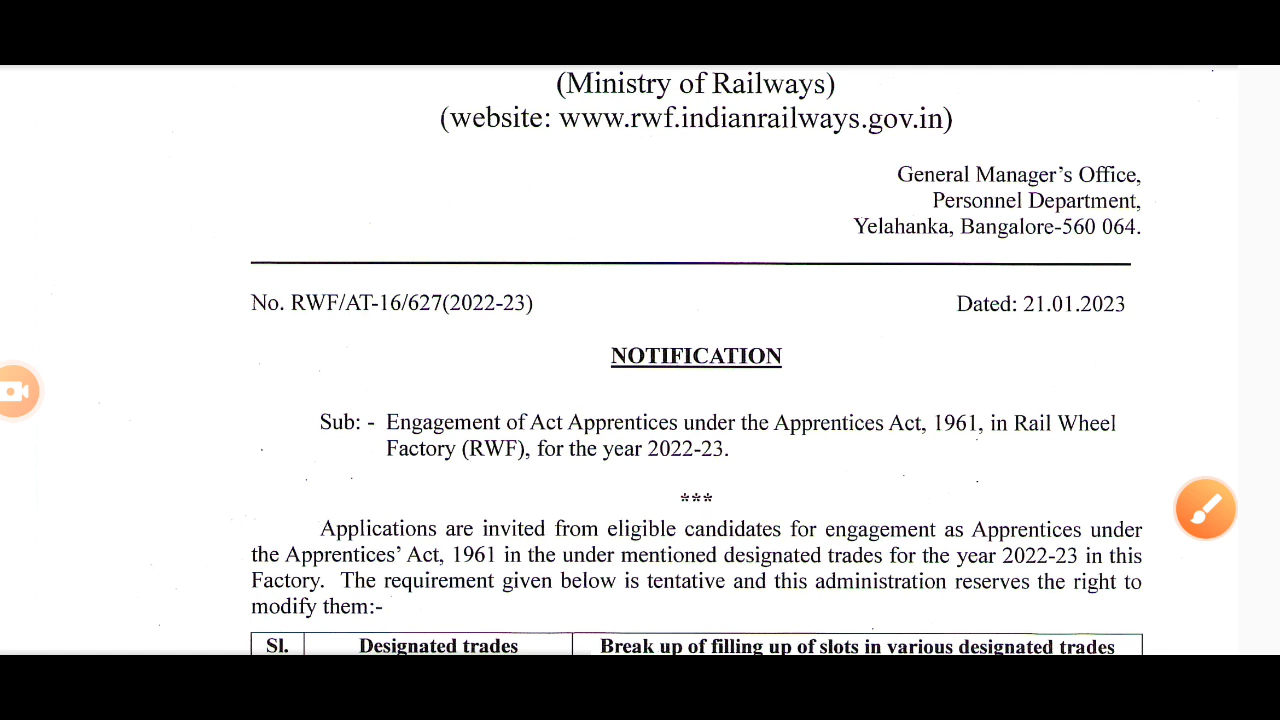 (Ministry of Railways)
(website: www.rwf.indianrailways.gov.in)
General Manager's Office,
Personnel Department,
Yelahanka, Bangalore-560 064.
No. RWF/AT-16/627(2022-23)
Dated: 21.01.2023
NOTIFICATION
Sub: - Engagement of Act Apprentices under the Apprentices Act, 1961, in Rail Wheel
Factory (RWF), for the year 2022-23.
***
Applications are invited from eligible candidates for engagement as Apprentices under
the Apprentices' Act, 1961 in the under mentioned designated trades for the year 2022-23 in this
Factory. The requirement given below is tentative and this administration reserves the right to
modify them:-
Sl. Designated trades Break up of filling up of slots in various designated trades